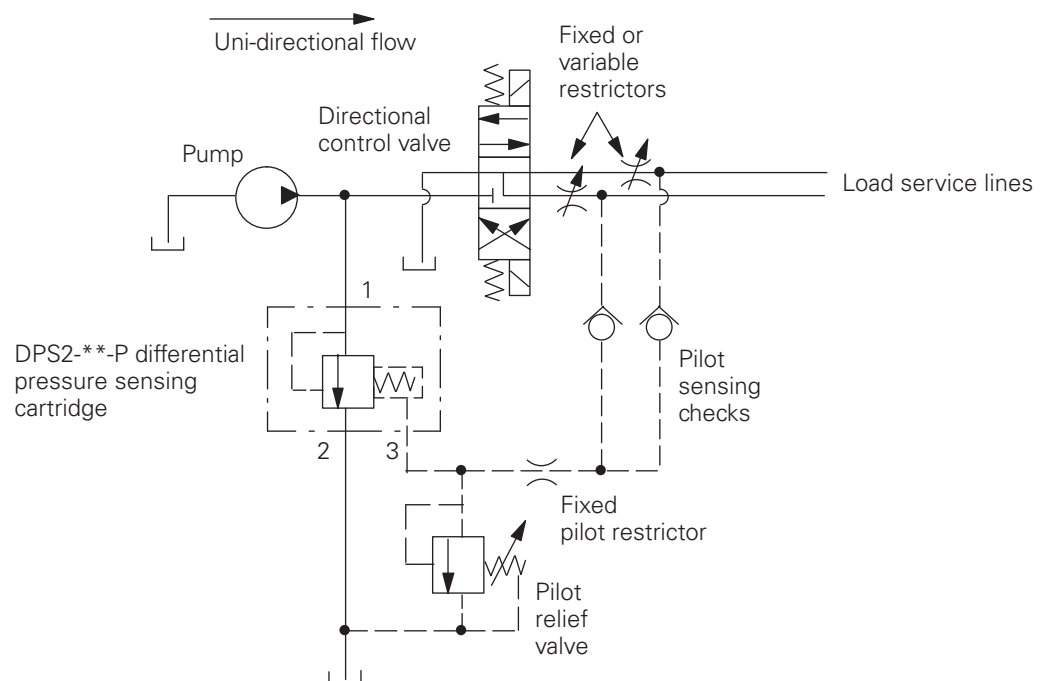 Uni-directional flow
Fixed or
variable
restrictors
Directional
control valve
Pump
Load service lines
1
DPS2-**-P differential
pressure sensing
cartridge
Pilot
sensing
checks
2
3
Fixed
pilot restrictor
Pilot
relief
valve